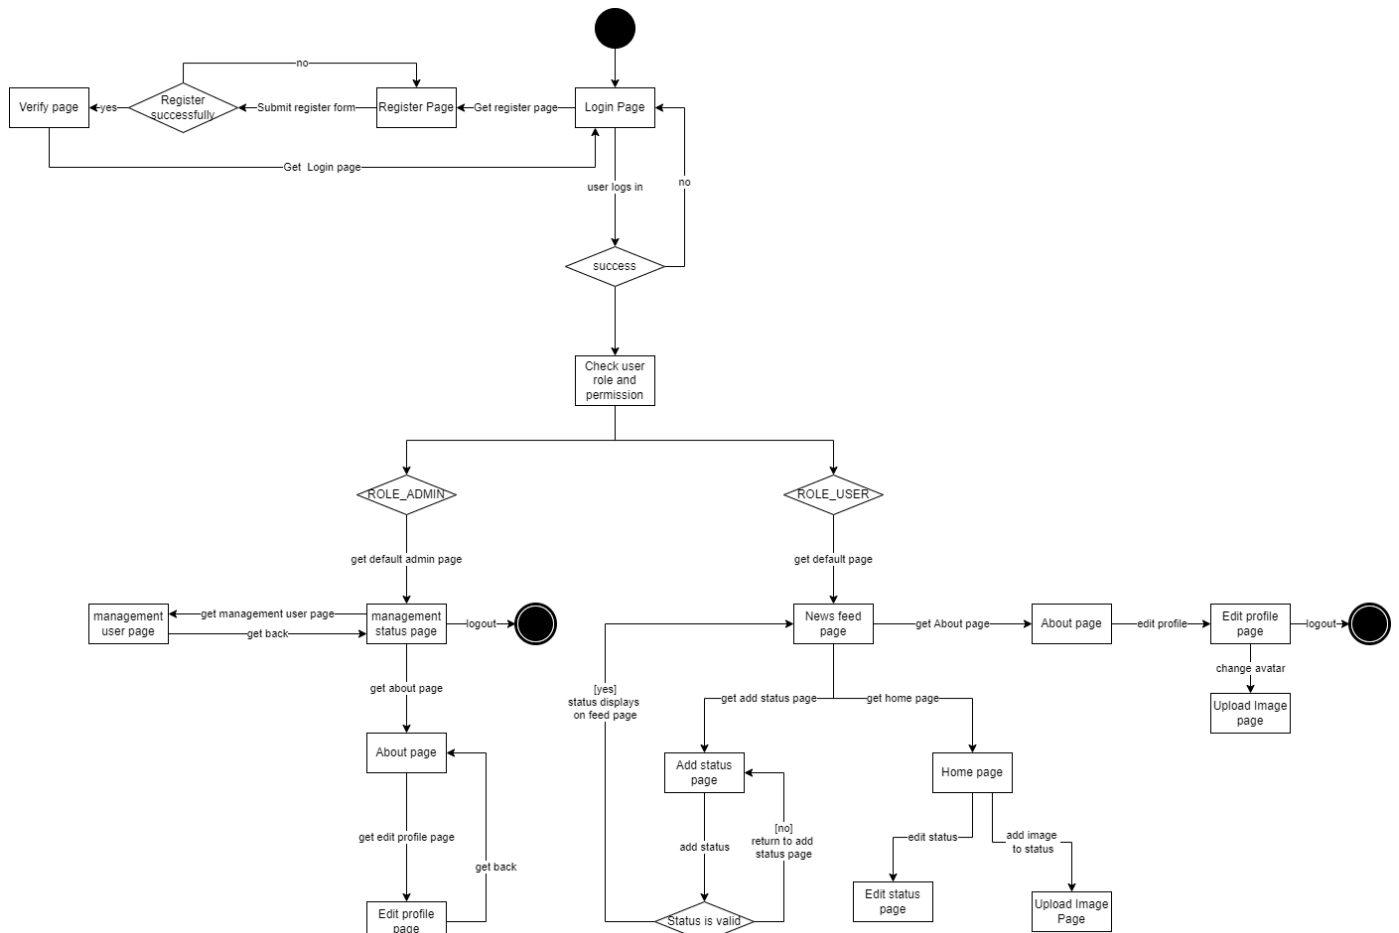 no
Verify page
yes
Register
successfully
Submit register form
Register Page
Get register page
Login Page
Get  Login page
user logs in
no
success
Check user
role and
permission
ROLE_ADMIN
ROLE_USER
get default admin page
get default page
management
user page
get management user page
get back
management
status page
logout
News feed
page
get About page
About page
edit profile
Edit profile
page
logout
change avatar
Upload Image
page
get about page
[yes]
status displays
on feed page
get add status page
get home page
About page
Add status
page
Home page
get edit profile page
get back
add status
[no]
return to add
status page
edit status
add image
to status
Edit status
page
Upload Image
Page
Edit profile
page
Status is valid